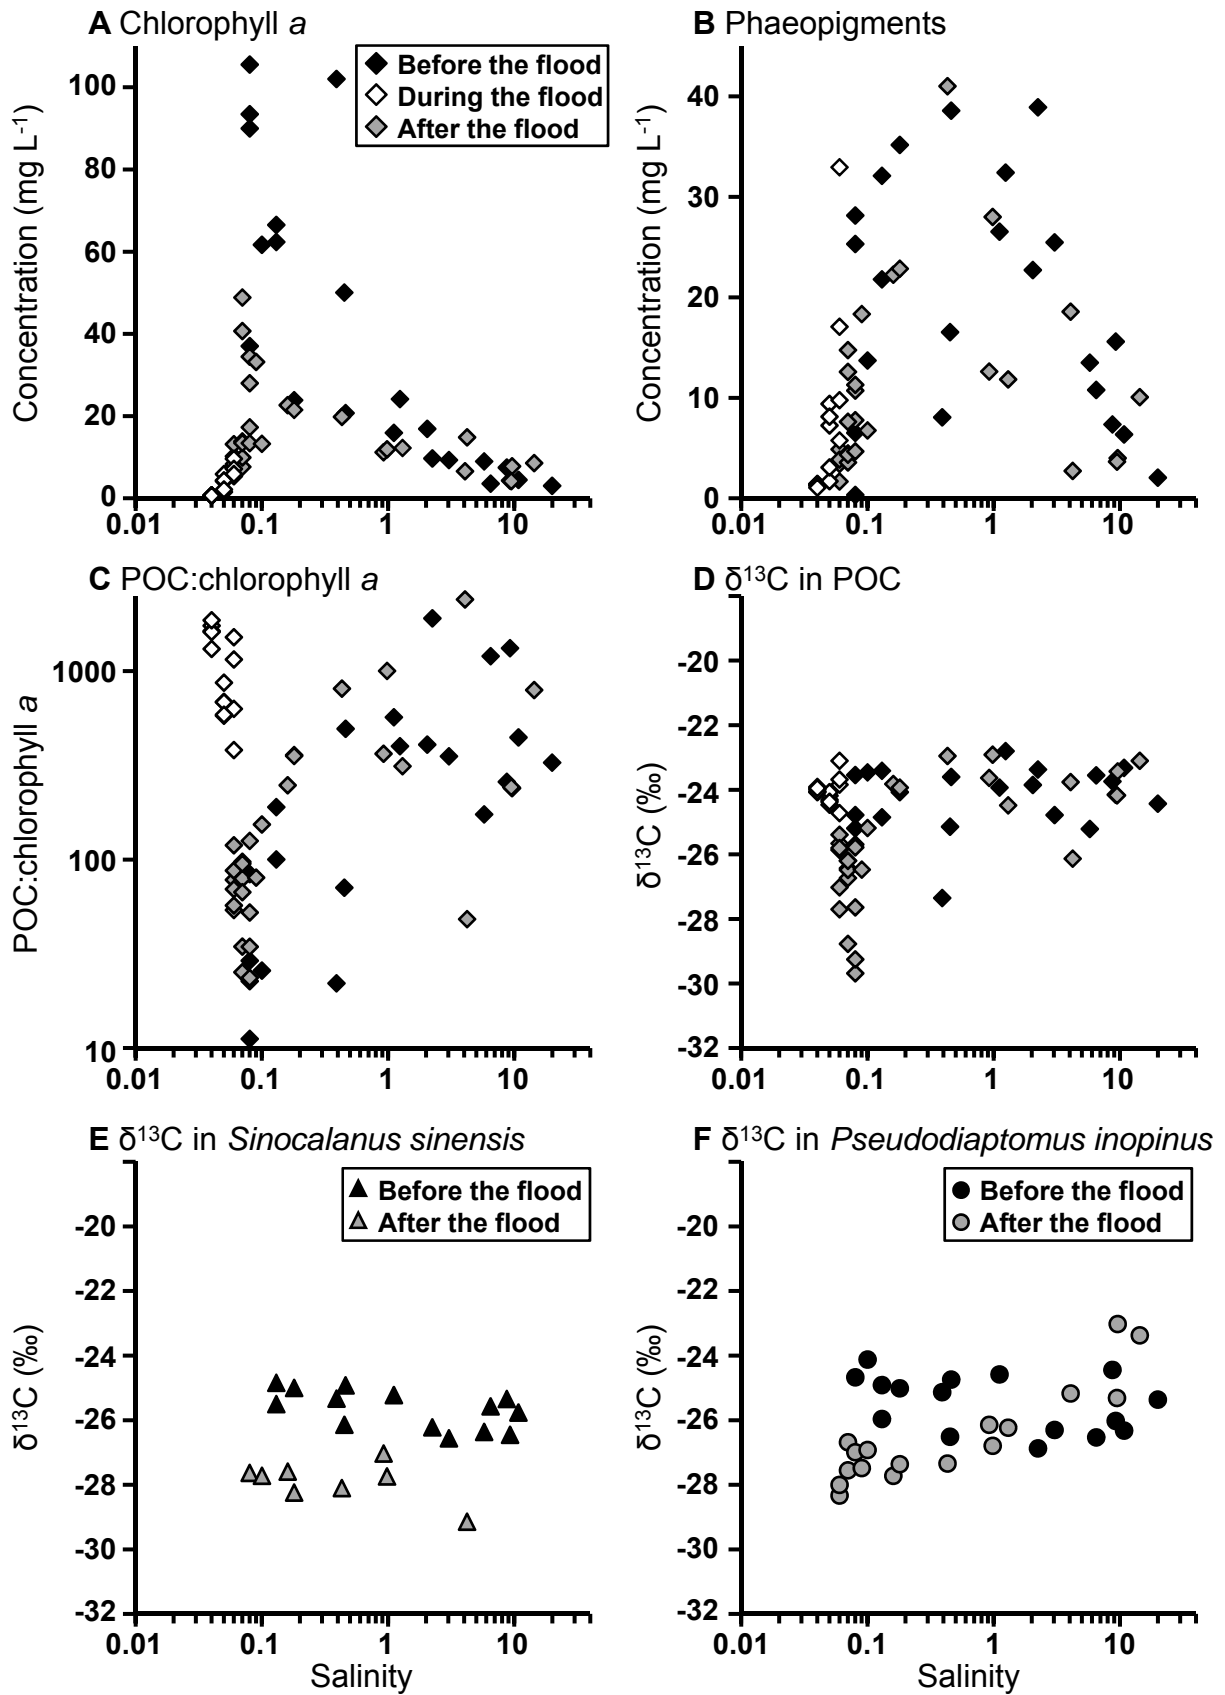 A Chlorophyll a
Concentration (mg L-1)
100
80
60
40
20
0
0.01 0.1 1 10
Before the flood
During the flood
After the flood
B Phaeopigments
Concentration (mg L-1)
40
30
20
10
0
0.01 0.1 1 10
C POC:chlorophyll a
POC:chlorophyll a
1000
100
10
0.01 0.1 1 10
D δ13C in POC
δ13C (‰)
-20
-22
-24
-26
-28
-30
-32
0.01 0.1 1 10
E δ13C in Sinocalanus sinensis
δ13C (‰)
-20
-22
-24
-26
-28
-30
-32
0.01 0.1 1 10
Salinity
Before the flood
After the flood
F δ13C in Pseudodiaptomus inopinus
δ13C (‰)
-20
-22
-24
-26
-28
-30
-32
0.01 0.1 1 10
Salinity
Before the flood
After the flood